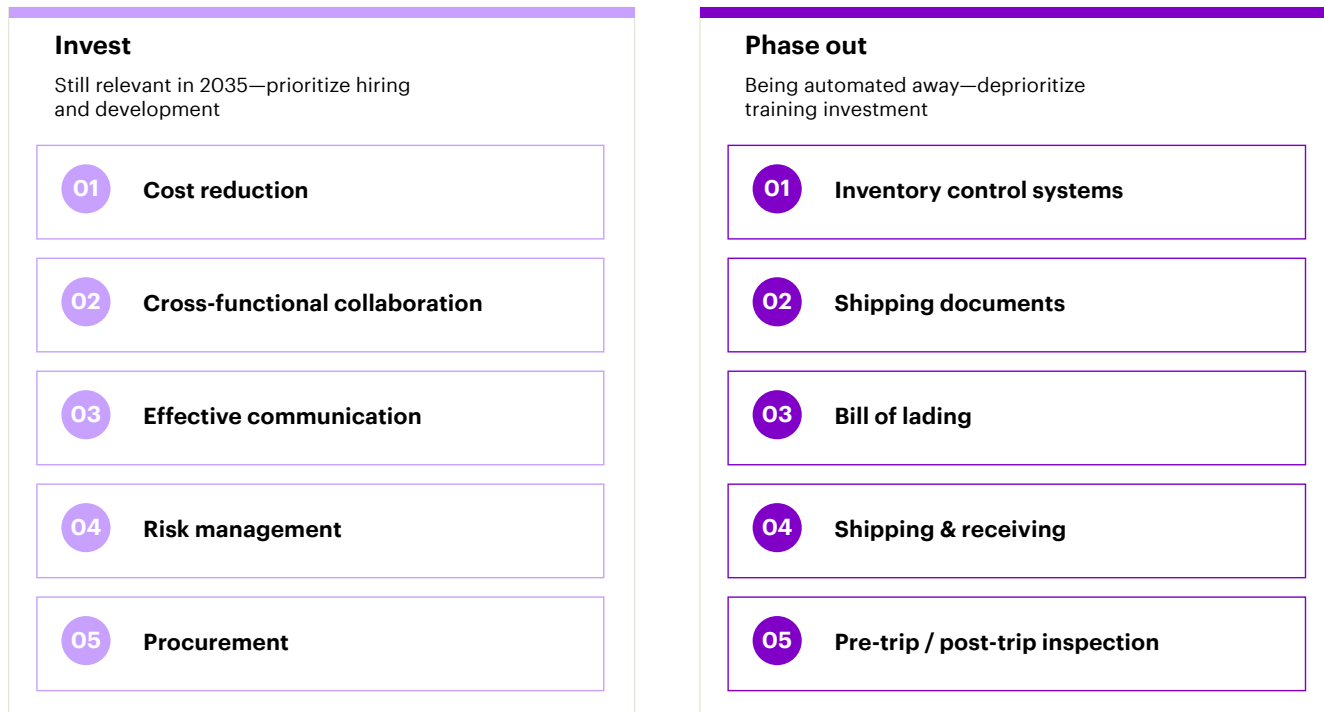 Invest
Still relevant in 2035—prioritize hiring
and development
01
Cost reduction
02
Cross-functional collaboration
03
Effective communication
04
Risk management
05
Procurement
Phase out
Being automated away—deprioritize
training investment
01
Inventory control systems
02
Shipping documents
03
Bill of lading
04
Shipping & receiving
05
Pre-trip / post-trip inspection